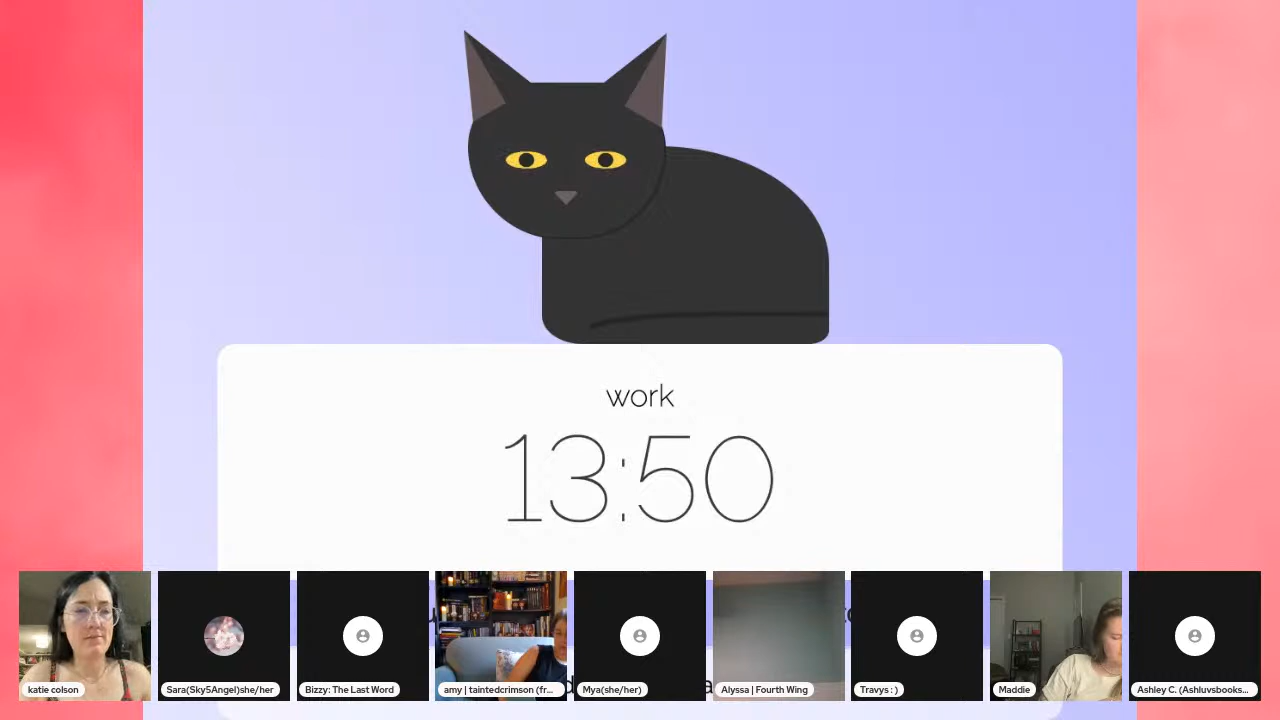 work
13:50
katie colson
Sara(Sky5Angel)she/her
Bizzy: The Last Word
amy | taintedcrimson (fr...
Mya(she/her)
Alyssa | Fourth Wing
Travys : )
Maddie
Ashley C. (Ashluvsbooks...